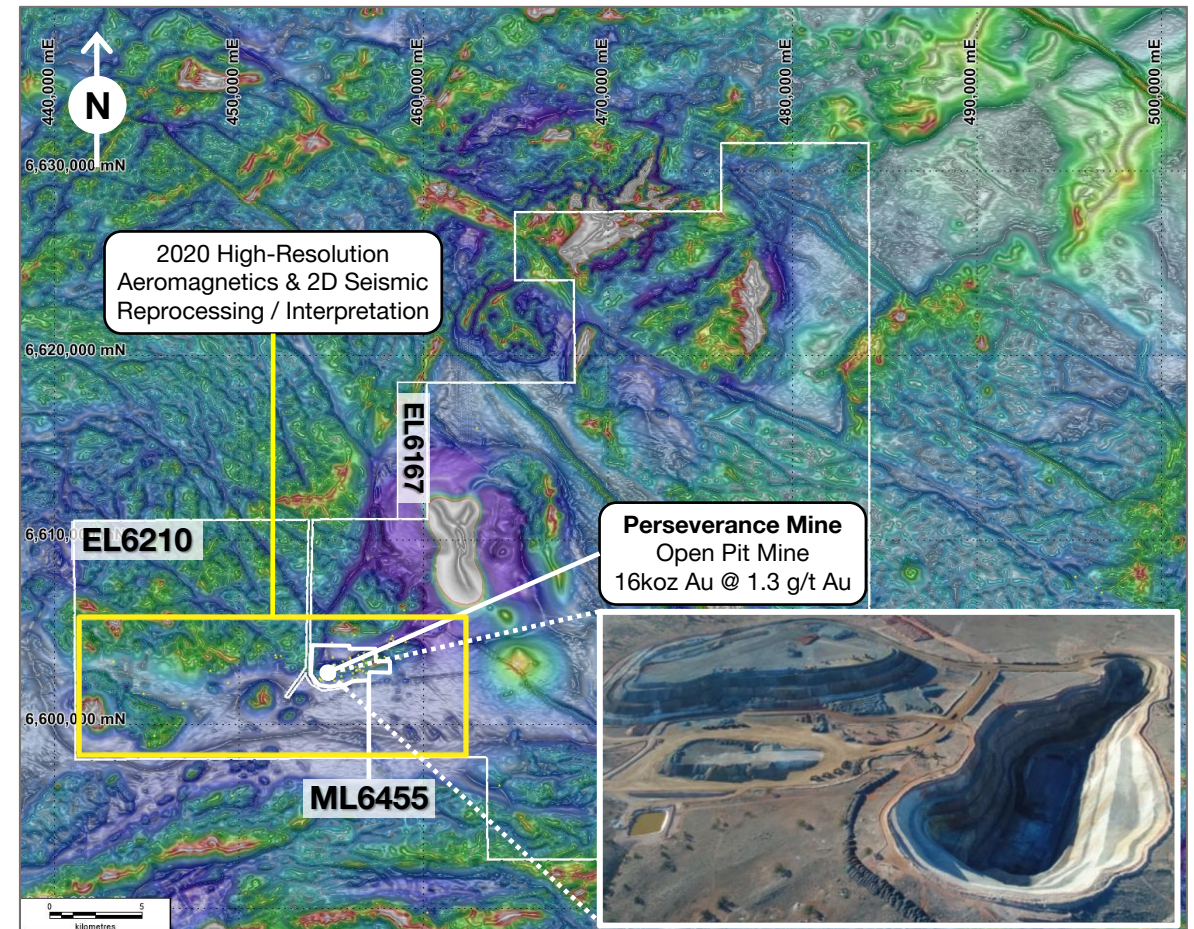 440,000 mE
450,000 mE
460,000 mE
470,000 mE
480,000 mE
490,000 mE
500,000 mE
N
6,630,000 mN
2020 High-Resolution
Aeromagnetics & 2D Seismic
Reprocessing / Interpretation
6,620,000 mN
EL6167
6,610,000 mN
EL6210
Perseverance Mine
Open Pit Mine
16koz Au @ 1.3 g/t Au
6,600,000 mN
ML6455
0 5
kilometres